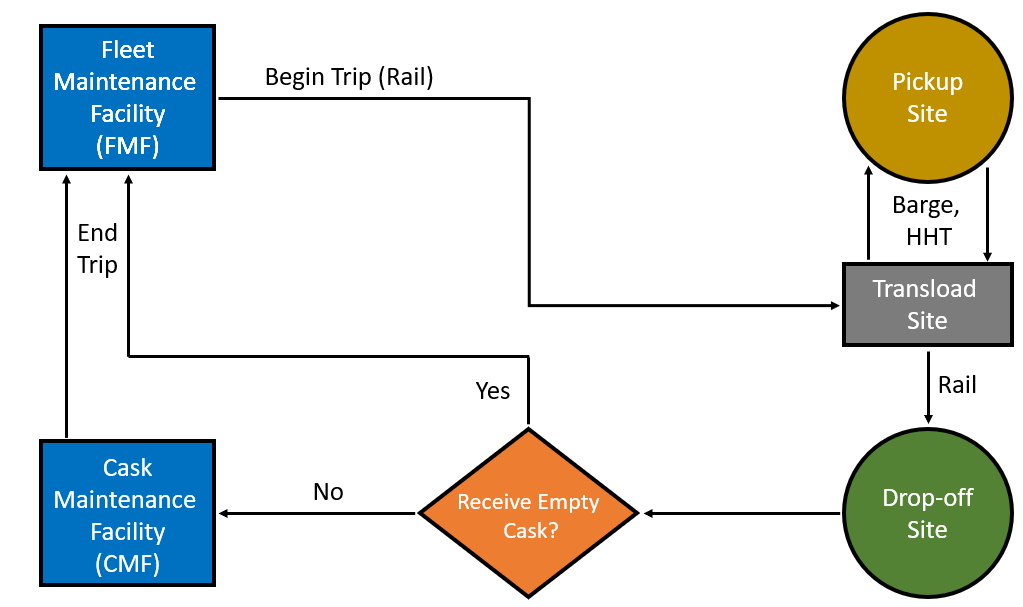 Fleet
Maintenance
Facility
(FMF)
Begin Trip (Rail)
Pickup
Site
Barge,
HHT
End
Trip
Transload
Site
Rail
Yes
Cask
Maintenance
Facility
(CMF)
No
Receive Empty
Cask?
Drop-off
Site